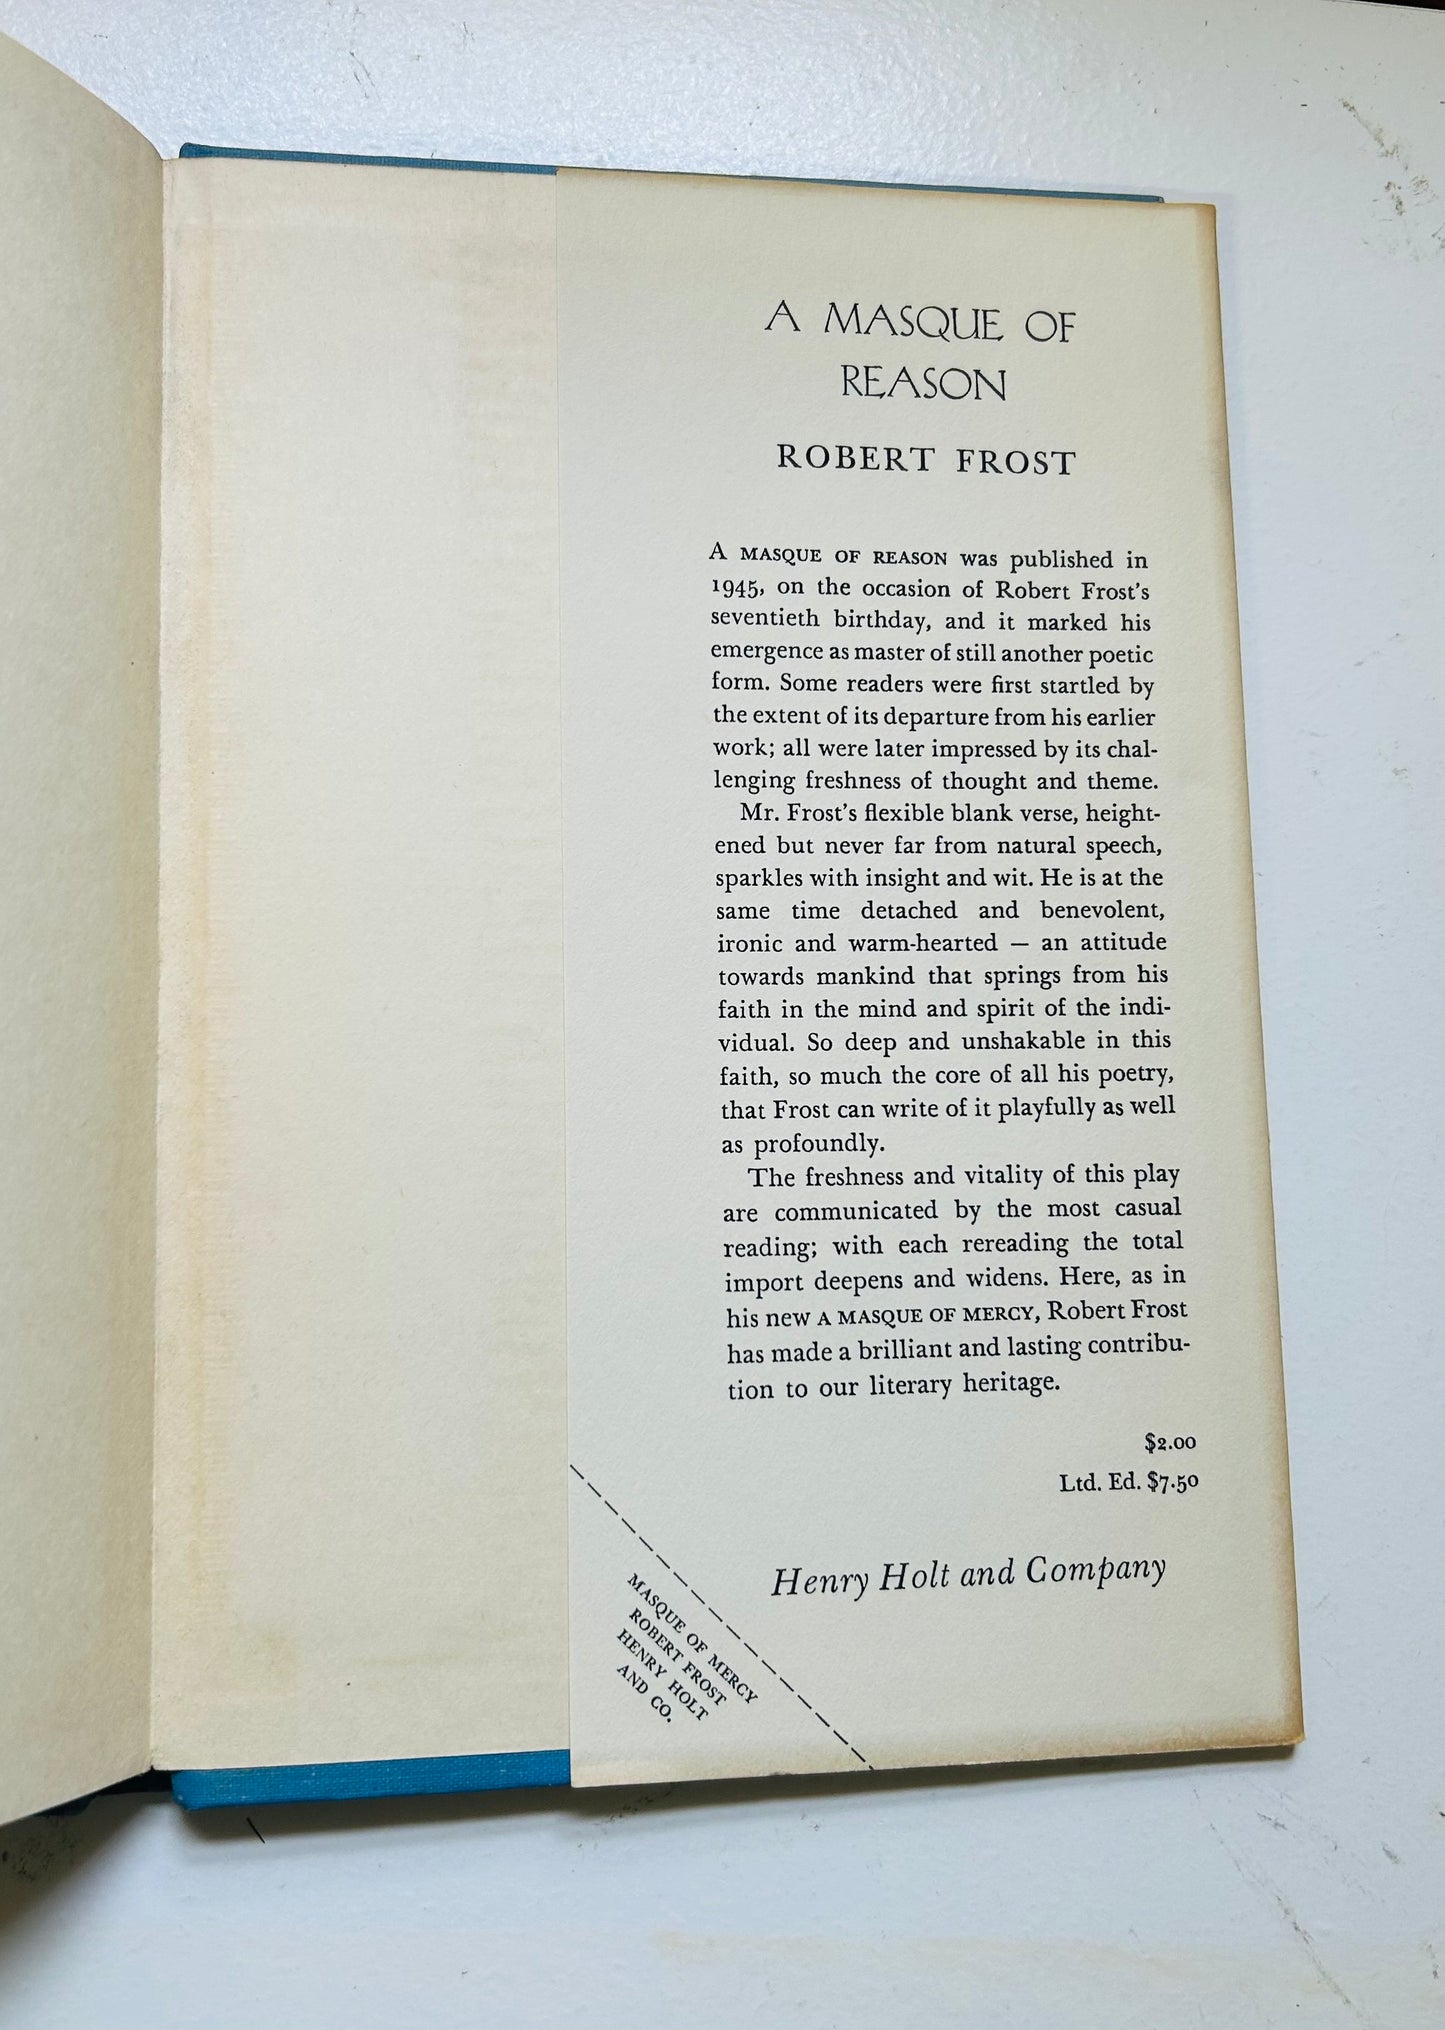 A MASQUE OF
REASON
ROBERT FROST
A MASQUE OF REASON was published in
1945, on the occasion of Robert Frost's
seventieth birthday, and it marked his
emergence as master of still another poetic
form. Some readers were first startled by
the extent of its departure from his earlier
work; all were later impressed by its chal-
lenging freshness of thought and theme.
Mr. Frost's flexible blank verse, height-
ened but never far from natural speech,
sparkles with insight and wit. He is at the
same time detached and benevolent,
ironic and warm-hearted — an attitude
towards mankind that springs from his
faith in the mind and spirit of the indi-
vidual. So deep and unshakable in this
faith, so much the core of all his poetry,
that Frost can write of it playfully as well
as profoundly.
The freshness and vitality of this play
are communicated by the most casual
reading; with each rereading the total
import deepens and widens. Here, as in
his new A MASQUE OF MERCY, Robert Frost
has made a brilliant and lasting contribu-
tion to our literary heritage.
$2.00
Ltd. Ed. $7.50
Henry Holt and Company
MASQUE OF MERCY
ROBERT FROST
HENRY HOLT
AND CO.